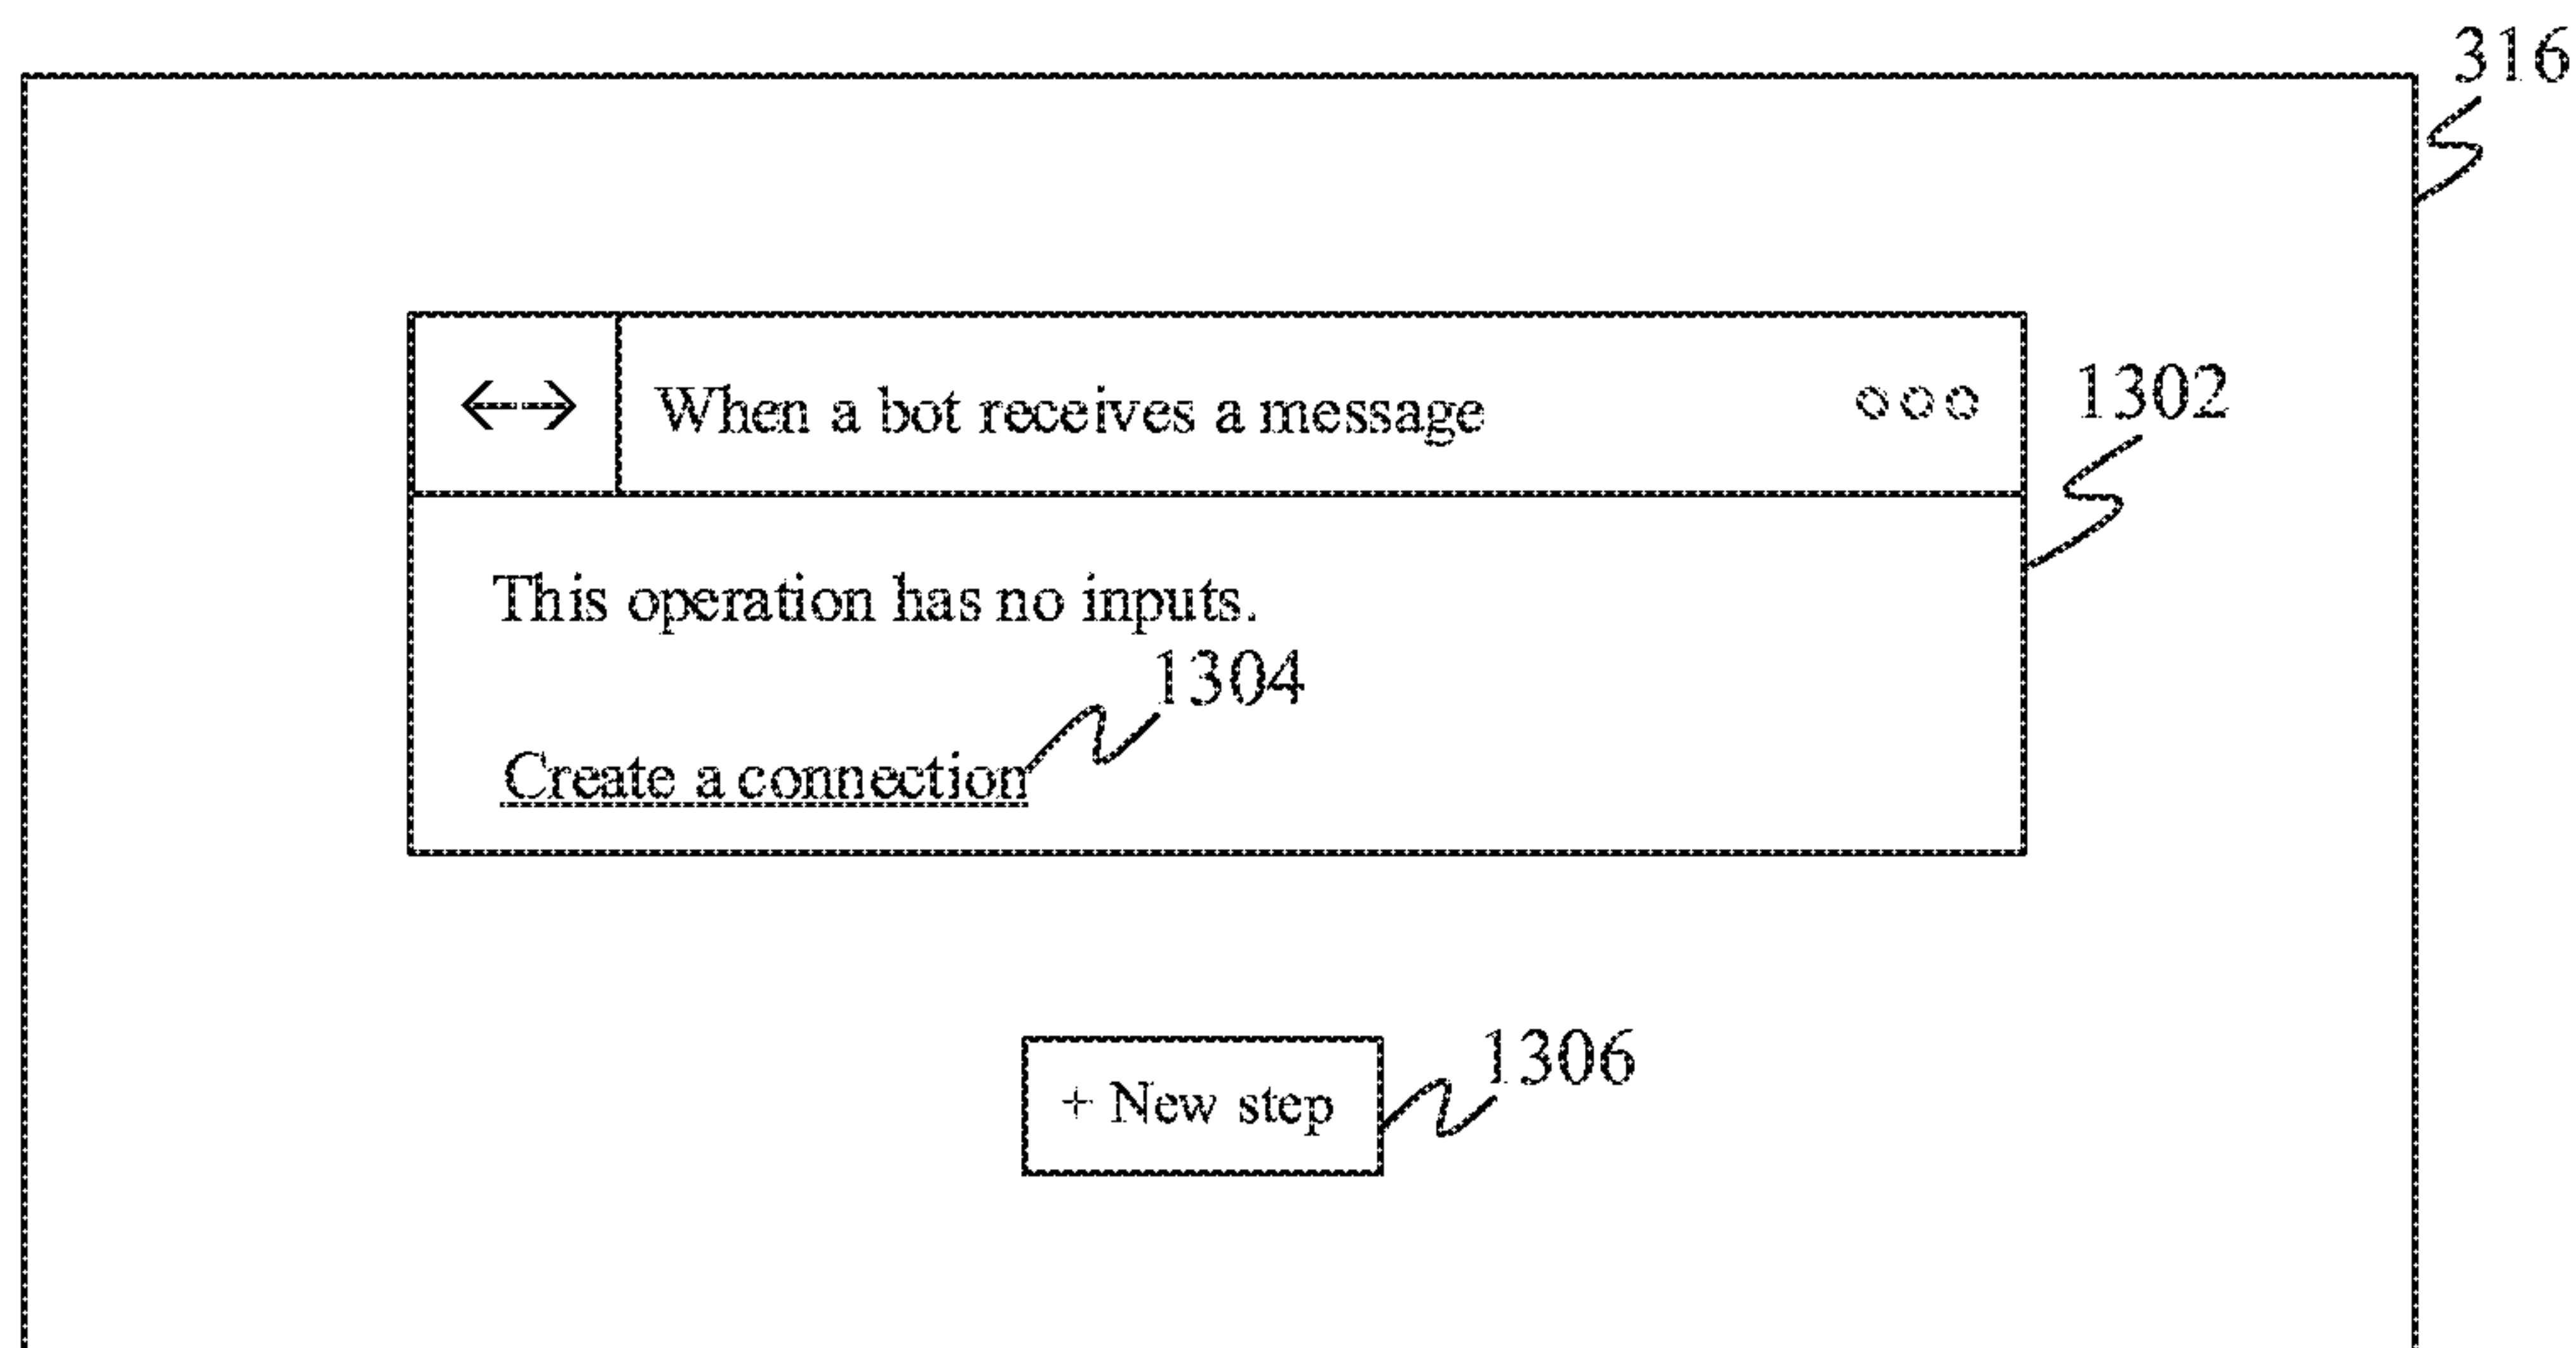 316
When a bot receives a message
1302
This operation has no inputs.
1304
Create a connection
1306
+ New step